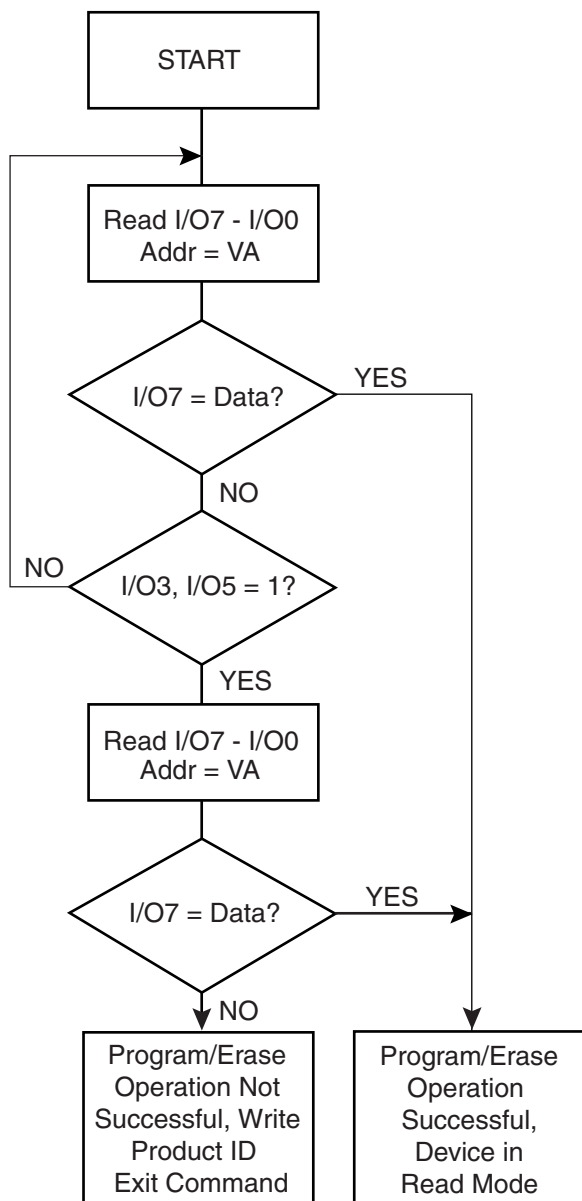 START
Read I/O7 - I/O0
Addr = VA
I/O7 = Data?
YES
NO
NO
I/O3, I/O5 = 1?
YES
Read I/O7 - I/O0
Addr = VA
I/O7 = Data?
YES
NO
Program/Erase
Operation Not
Successful, Write
Product ID
Exit Command
Program/Erase
Operation
Successful,
Device in
Read Mode